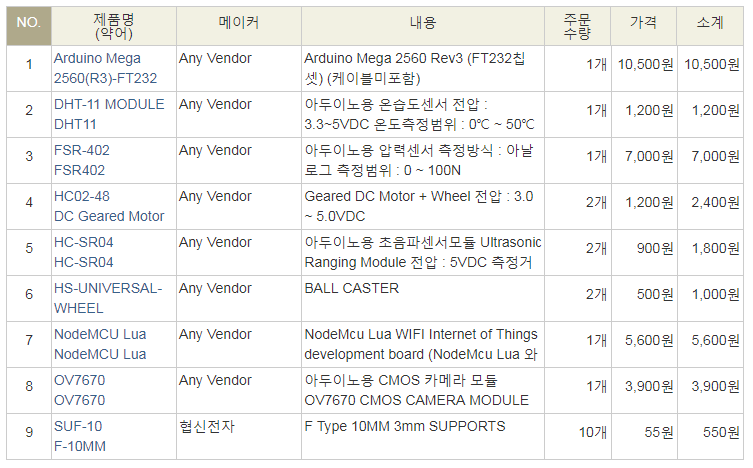 NO. 제품명 (약어) 메이커 내용 주문 수량 가격 소계
1 Arduino Mega 2560(R3)-FT232 Any Vendor Arduino Mega 2560 Rev3 (FT232칩셋) (케이블미포함) 1개 10,500원 10,500원
2 DHT-11 MODULE DHT11 Any Vendor 아두이노용 온습도센서 전압 : 3.3~5VDC 온도측정범위 : 0℃ ~ 50℃ 1개 1,200원 1,200원
3 FSR-402 FSR402 Any Vendor 아두이노용 압력센서 측정방식 : 아날로그 측정범위 : 0 ~ 100N 1개 7,000원 7,000원
4 HC02-48 DC Geared Motor Any Vendor Geared DC Motor + Wheel 전압 : 3.0 ~ 5.0VDC 2개 1,200원 2,400원
5 HC-SR04 HC-SR04 Any Vendor 아두이노용 초음파센서모듈 Ultrasonic Ranging Module 전압 : 5VDC 측정거 2개 900원 1,800원
6 HS-UNIVERSAL-WHEEL Any Vendor BALL CASTER 2개 500원 1,000원
7 NodeMCU Lua NodeMCU Lua Any Vendor NodeMcu Lua WIFI Internet of Things development board (NodeMcu Lua 와 1개 5,600원 5,600원
8 OV7670 OV7670 Any Vendor 아두이노용 CMOS 카메라 모듈 OV7670 CMOS CAMERA MODULE 1개 3,900원 3,900원
9 SUF-10 F-10MM 협신전자 F Type 10MM 3mm SUPPORTS 10개 55원 550원